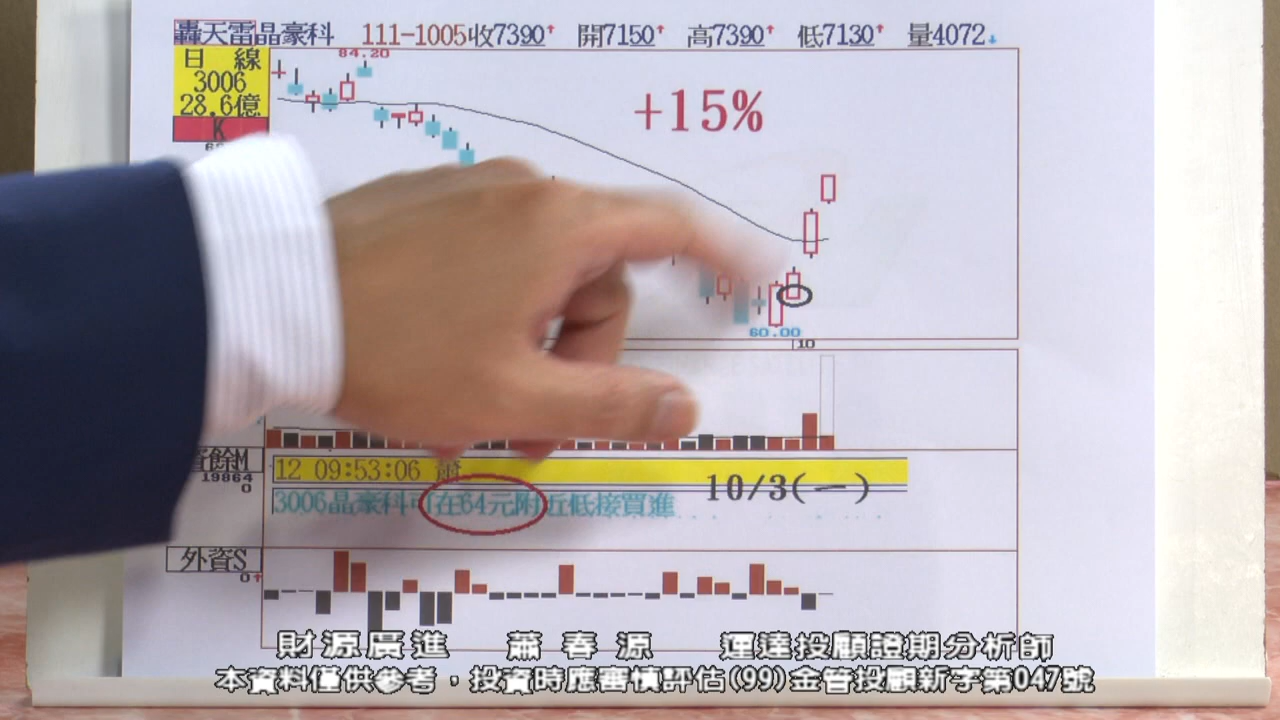 轟天雷晶豪科 111-1005收7390↑ 開7150↑ 高7390↑ 低7130↑ 量4072↓
日 線
3006
28.6億
K
84.20
+15%
60.00
10
資餘M
19864
0
12 09:53:06 蕭
10/3(一)
3006晶豪科可在64元附近低接買進
外資S
0↑
財源廣進 蕭春源 運達投顧證期分析師
本資料僅供參考，投資時應審慎評估(99)金管投顧新字第047號